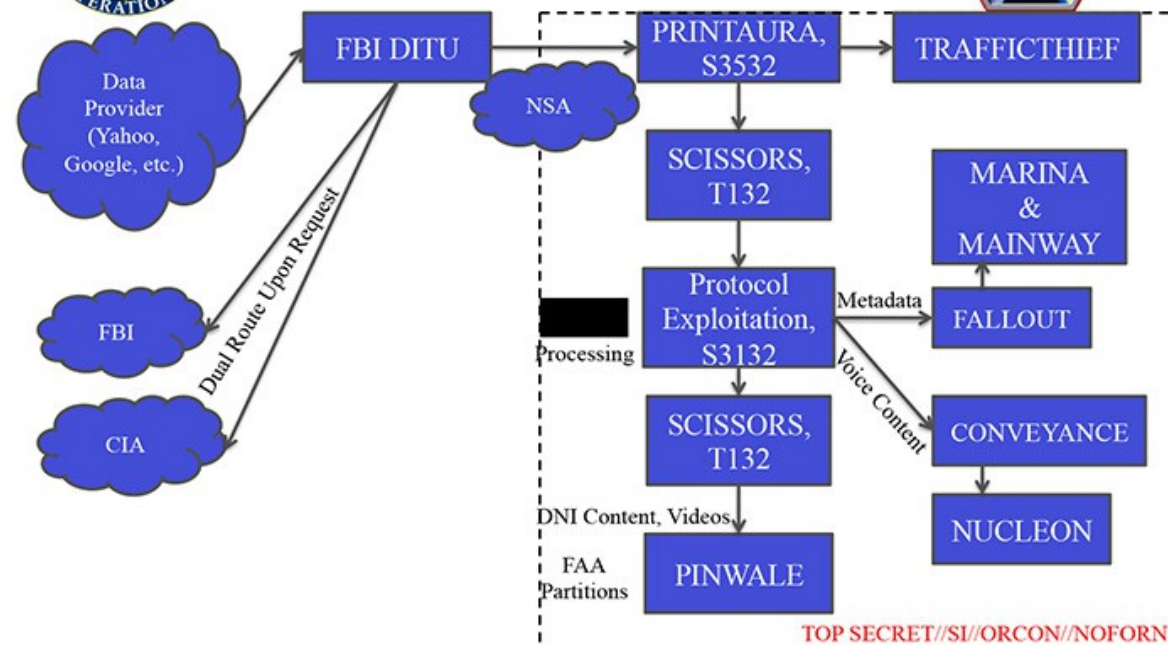 ERATION
Data
Provider
(Yahoo,
Google, etc.)
FBI DITU
PRINTAURA,
S3532
TRAFFICTHIEF
NSA
SCISSORS,
T132
MARINA
&
MAINWAY
Dual Route Upon Request
FBI
CIA
Processing
Protocol
Exploitation,
S3132
Metadata
FALLOUT
Voice Content
SCISSORS,
T132
CONVEYANCE
NUCLEON
DNI Content, Videos
FAA
Partitions
PINWALE
TOP SECRET//SI//ORCON//NOFORN